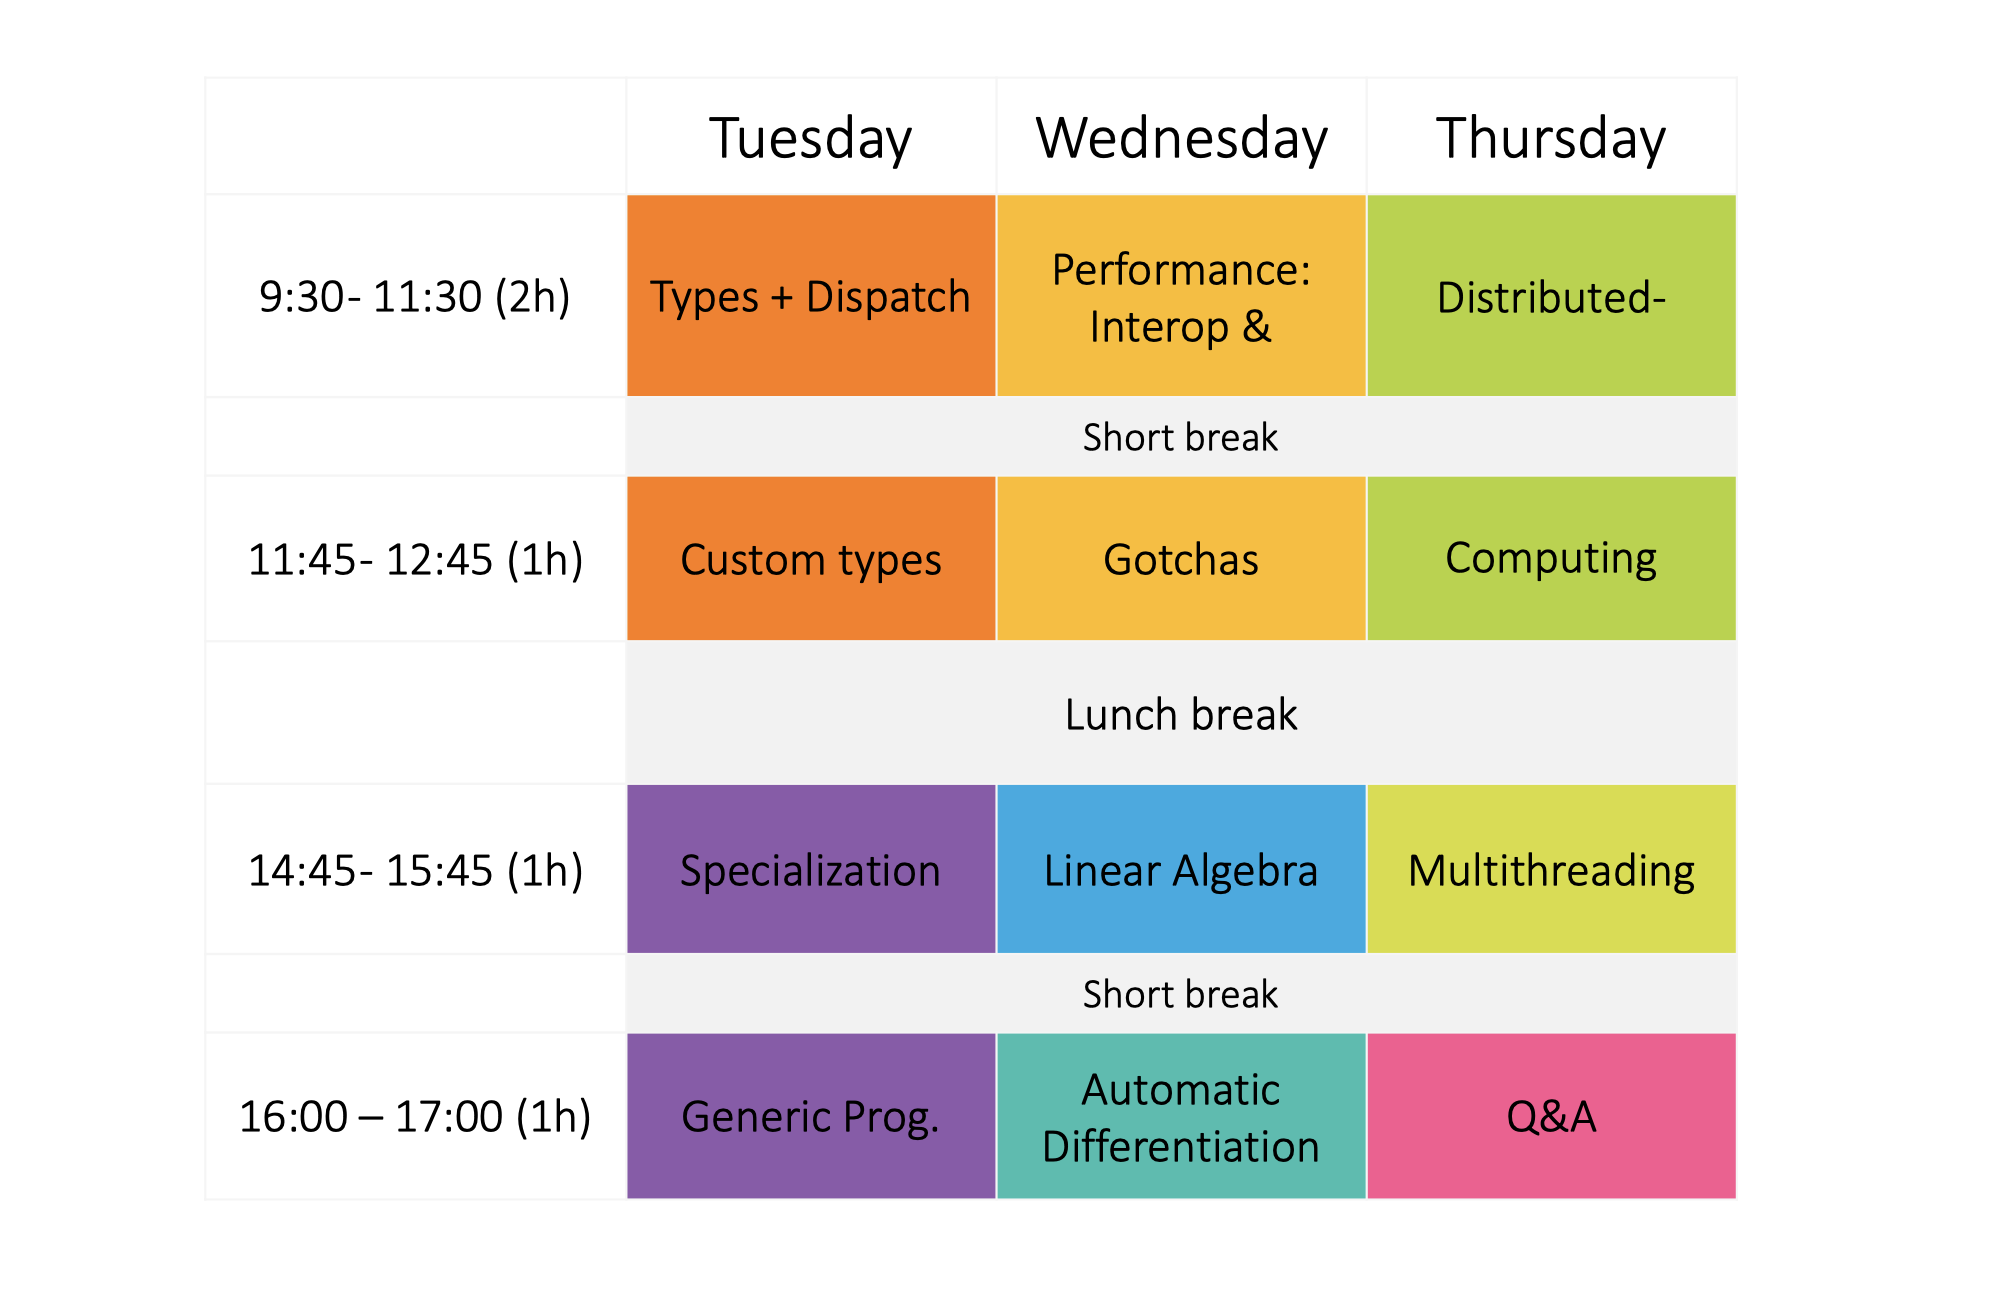 Tuesday Wednesday Thursday
9:30- 11:30 (2h) Types + Dispatch Performance: Distributed-
Interop &
Short break
11:45- 12:45 (1h) Custom types Gotchas Computing
Lunch break
14:45- 15:45 (1h) Specialization Linear Algebra Multithreading
Short break
16:00 – 17:00 (1h) Generic Prog. Automatic Q&A
Differentiation